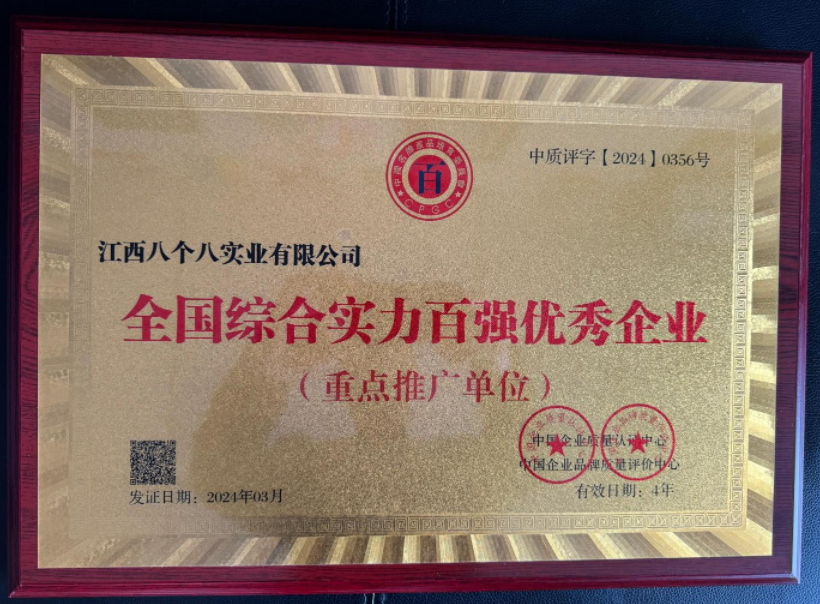 百
CPGC
中质评字【2024】0356号
江西八个八实业有限公司
全国综合实力百强优秀企业
（重点推广单位）
中国企业质量认证中心
中国企业品牌质量评价中心
发证日期：2024年03月
有效日期：4年